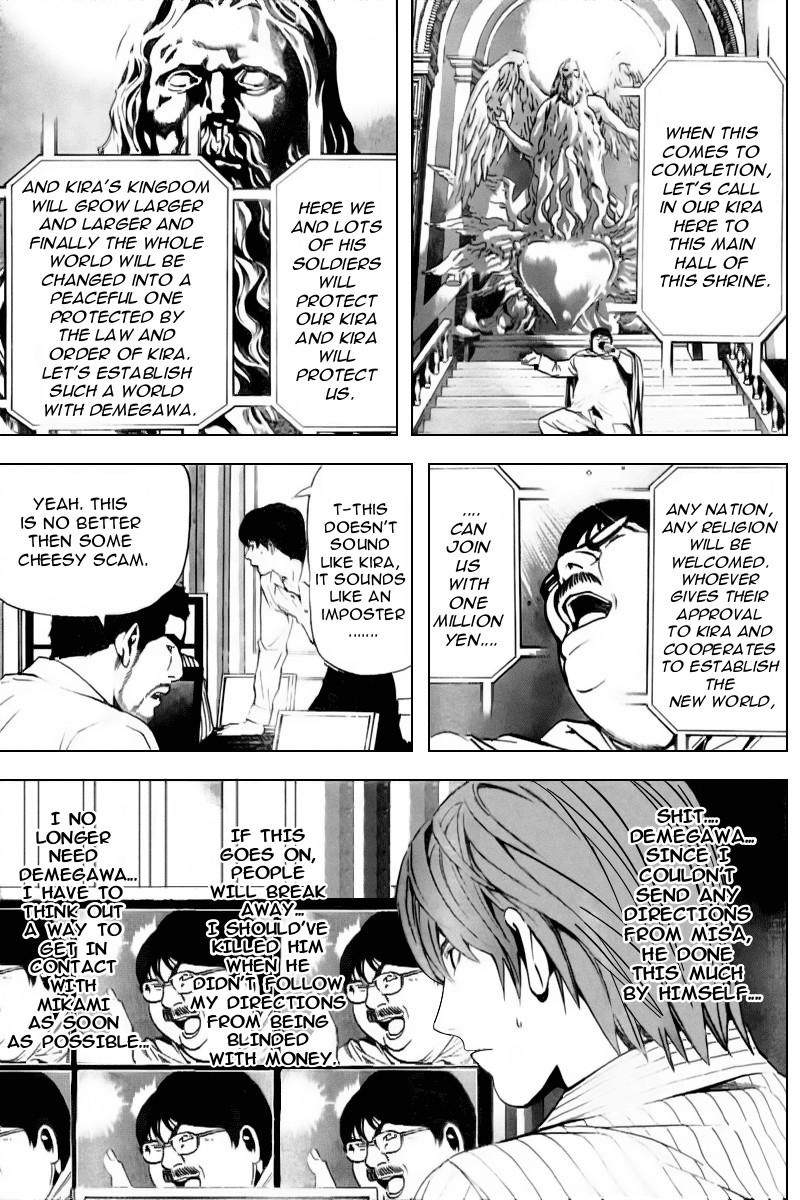 WHEN THIS
COMES TO
COMPLETION,
LET'S CALL
IN OUR KIRA
HERE TO
THIS MAIN
HALL OF
THIS SHRINE.
HERE WE
AND LOTS
OF HIS
SOLDIERS
WILL
PROTECT
OUR KIRA
AND KIRA
WILL
PROTECT
US.
AND KIRA'S KINGDOM
WILL GROW LARGER
AND LARGER AND
FINALLY THE WHOLE
WORLD WILL BE
CHANGED INTO A
PEACEFUL ONE
PROTECTED BY
THE LAW AND
ORDER OF KIRA.
LET'S ESTABLISH
SUCH A WORLD
WITH DEMEGAWA.
ANY NATION,
ANY RELIGION
WILL BE
WELCOMED.
WHOEVER
GIVES THEIR
APPROVAL
TO KIRA AND
COOPERATES
TO ESTABLISH
THE
NEW WORLD,
....
CAN
JOIN
US
WITH
ONE
MILLION
YEN....
T-THIS
DOESN'T
SOUND
LIKE KIRA,
IT SOUNDS
LIKE AN
IMPOSTER
.......
YEAH. THIS
IS NO BETTER
THEN SOME
CHEESY SCAM.
SHIT....
DEMEGAWA...
SINCE I
COULDN'T
SEND ANY
DIRECTIONS
FROM MISA,
HE DONE
THIS MUCH
BY HIMSELF....
IF THIS
GOES ON,
PEOPLE
WILL BREAK
AWAY...
I SHOULD'VE
KILLED HIM
WHEN HE
DIDN'T FOLLOW
MY DIRECTIONS
FROM BEING
BLINDED
WITH MONEY.
I NO
LONGER
NEED
DEMEGAWA...
I HAVE TO
THINK OUT
A WAY TO
GET IN
CONTACT
WITH
MIKAMI
AS SOON
AS POSSIBLE...